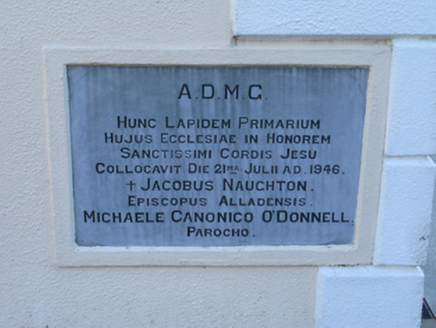 A.D.M.G.
HUNC LAPIDEM PRIMARIUM
HUJUS ECCLESIAE IN HONOREM
SANCTISSIMI CORDIS JESU
COLLOCAVIT DIE 21MA JULII AD. 1946.
† JACOBUS NAUGHTON.
EPISCOPUS ALLADENSIS.
MICHAELE CANONICO O'DONNELL.
PAROCHO.